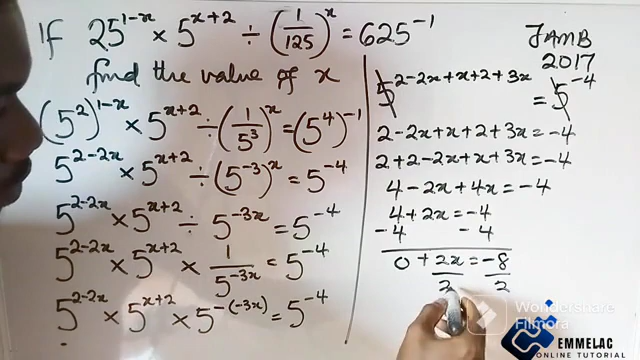 If 25^{1-x} × 5^{x+2} ÷ (1/125)^x = 625^{-1}
find the value of x
(5^2)^{1-x} × 5^{x+2} ÷ (1/5^3)^x = (5^4)^{-1}
5^{2-2x} × 5^{x+2} ÷ (5^{-3})^x = 5^{-4}
5^{2-2x} × 5^{x+2} ÷ 5^{-3x} = 5^{-4}
5^{2-2x} × 5^{x+2} × 1/5^{-3x} = 5^{-4}
5^{2-2x} × 5^{x+2} × 5^{-(-3x)} = 5^{-4}
JAMB
2017
5^{2-2x+x+2+3x} = 5^{-4}
2-2x+x+2+3x = -4
2+2-2x+x+3x = -4
4-2x+4x = -4
4+2x = -4
-4 -4
0 + 2x/2 = -8/2
Wondershare
Filmora
EMMELAC
ONLINE TUTORIAL